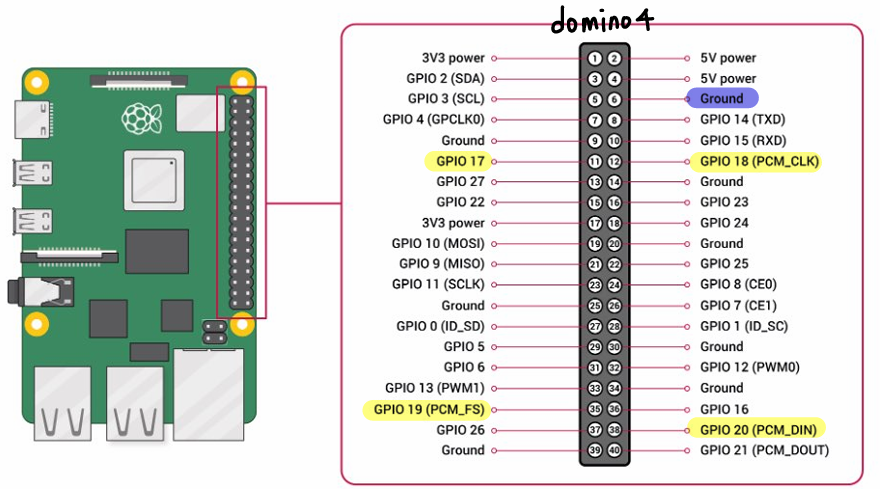 domino4
3V3 power 1 2 5V power
GPIO 2 (SDA) 3 4 5V power
GPIO 3 (SCL) 5 6 Ground
GPIO 4 (GPCLK0) 7 8 GPIO 14 (TXD)
Ground 9 10 GPIO 15 (RXD)
GPIO 17 11 12 GPIO 18 (PCM_CLK)
GPIO 27 13 14 Ground
GPIO 22 15 16 GPIO 23
3V3 power 17 18 GPIO 24
GPIO 10 (MOSI) 19 20 Ground
GPIO 9 (MISO) 21 22 GPIO 25
GPIO 11 (SCLK) 23 24 GPIO 8 (CE0)
Ground 25 26 GPIO 7 (CE1)
GPIO 0 (ID_SD) 27 28 GPIO 1 (ID_SC)
GPIO 5 29 30 Ground
GPIO 6 31 32 GPIO 12 (PWM0)
GPIO 13 (PWM1) 33 34 Ground
GPIO 19 (PCM_FS) 35 36 GPIO 16
GPIO 26 37 38 GPIO 20 (PCM_DIN)
Ground 39 40 GPIO 21 (PCM_DOUT)